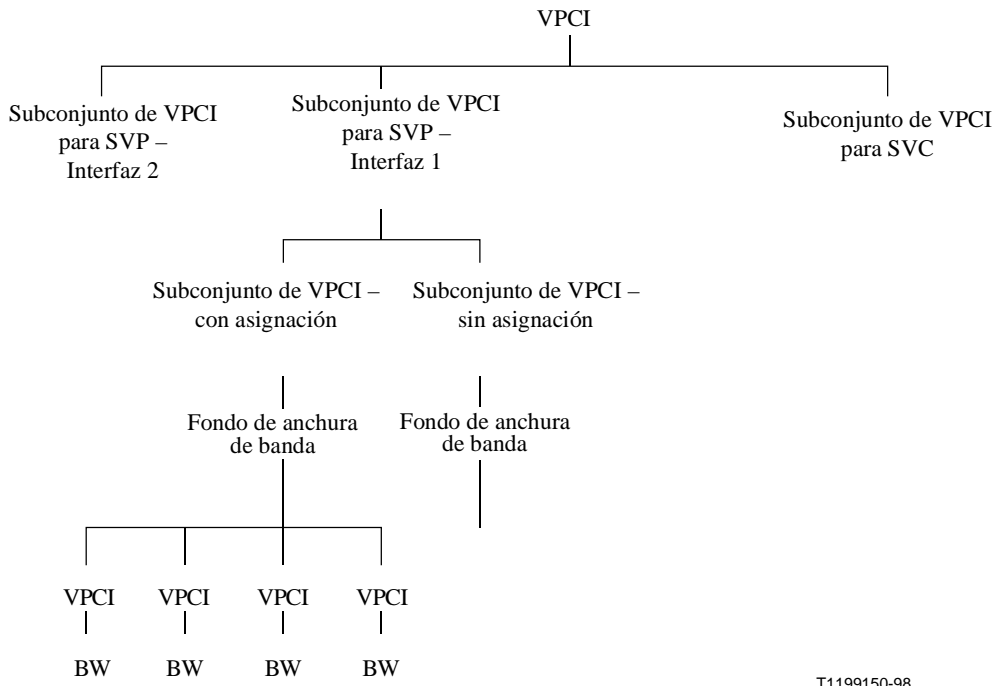 VPCI
Subconjunto de VPCI
para SVP –
Interfaz 2
Subconjunto de VPCI
para SVP –
Interfaz 1
Subconjunto de VPCI
para SVC
Subconjunto de VPCI –
con asignación
Subconjunto de VPCI –
sin asignación
Fondo de anchura
de banda
Fondo de anchura
de banda
VPCI
VPCI
VPCI
VPCI
BW
BW
BW
BW
T1199150-98